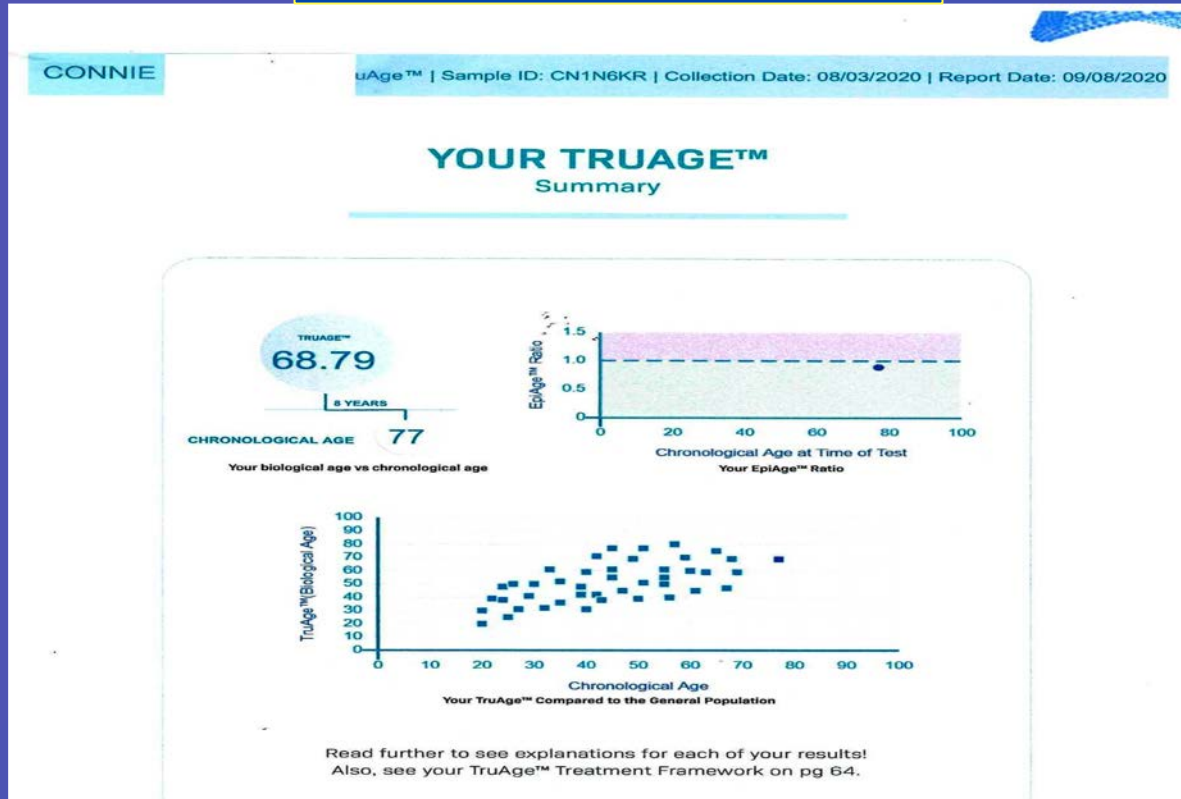 CONNIE
uAge™ | Sample ID: CN1N6KR | Collection Date: 08/03/2020 | Report Date: 09/08/2020
YOUR TRUAGE™
Summary
TRUAGE™
68.79
8 YEARS
CHRONOLOGICAL AGE 77
Your biological age vs chronological age
EpiAge™ Ratio
1.5
1.0
0.5
0
0 20 40 60 80 100
Chronological Age at Time of Test
Your EpiAge™ Ratio
TruAge™(Biological Age)
100
90
80
70
60
50
40
30
20
10
0
0 10 20 30 40 50 60 70 80 90 100
Chronological Age
Your TruAge™ Compared to the General Population
Read further to see explanations for each of your results!
Also, see your TruAge™ Treatment Framework on pg 64.